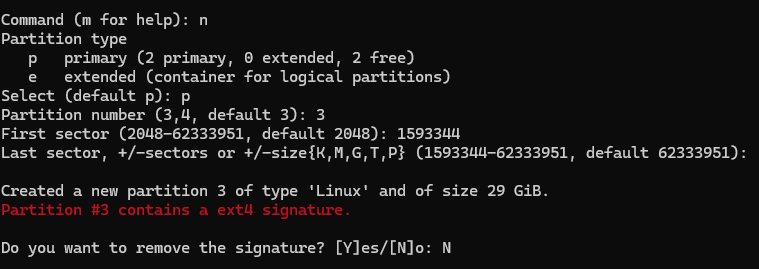 Command (m for help): n
Partition type
   p   primary (2 primary, 0 extended, 2 free)
   e   extended (container for logical partitions)
Select (default p): p
Partition number (3,4, default 3): 3
First sector (2048-62333951, default 2048): 1593344
Last sector, +/-sectors or +/-size{K,M,G,T,P} (1593344-62333951, default 62333951):
Created a new partition 3 of type 'Linux' and of size 29 GiB.
Partition #3 contains a ext4 signature.
Do you want to remove the signature? [Y]es/[N]o: N